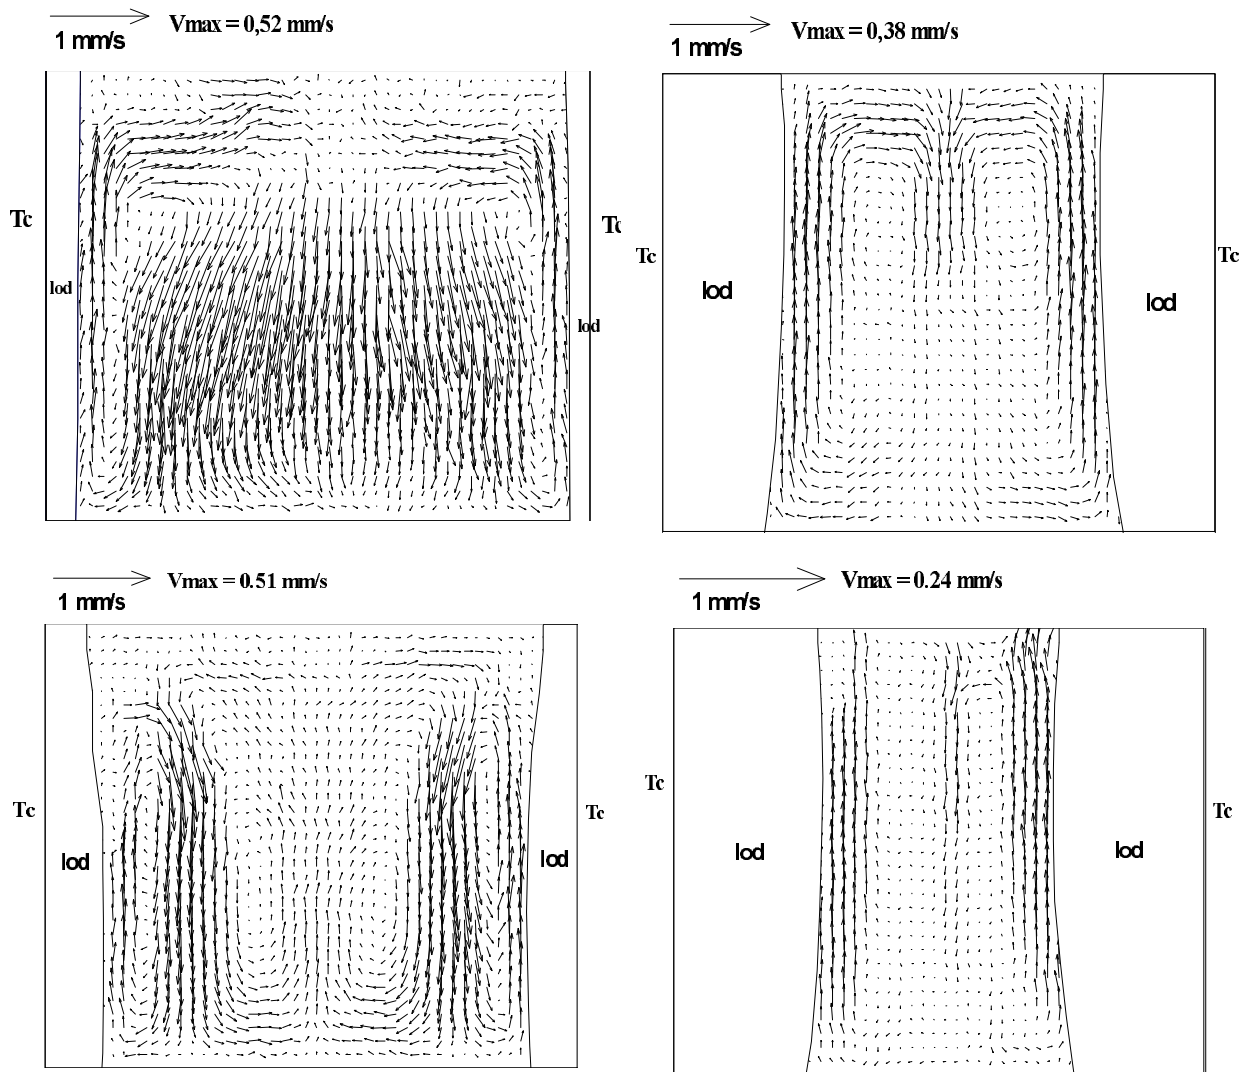 Vmax = 0,52 mm/s
1 mm/s
Tc
Tc
lod
lod
Vmax = 0,38 mm/s
1 mm/s
Tc
Tc
lod
lod
Vmax = 0.51 mm/s
1 mm/s
Tc
Tc
lod
lod
Vmax = 0.24 mm/s
1 mm/s
Tc
Tc
lod
lod